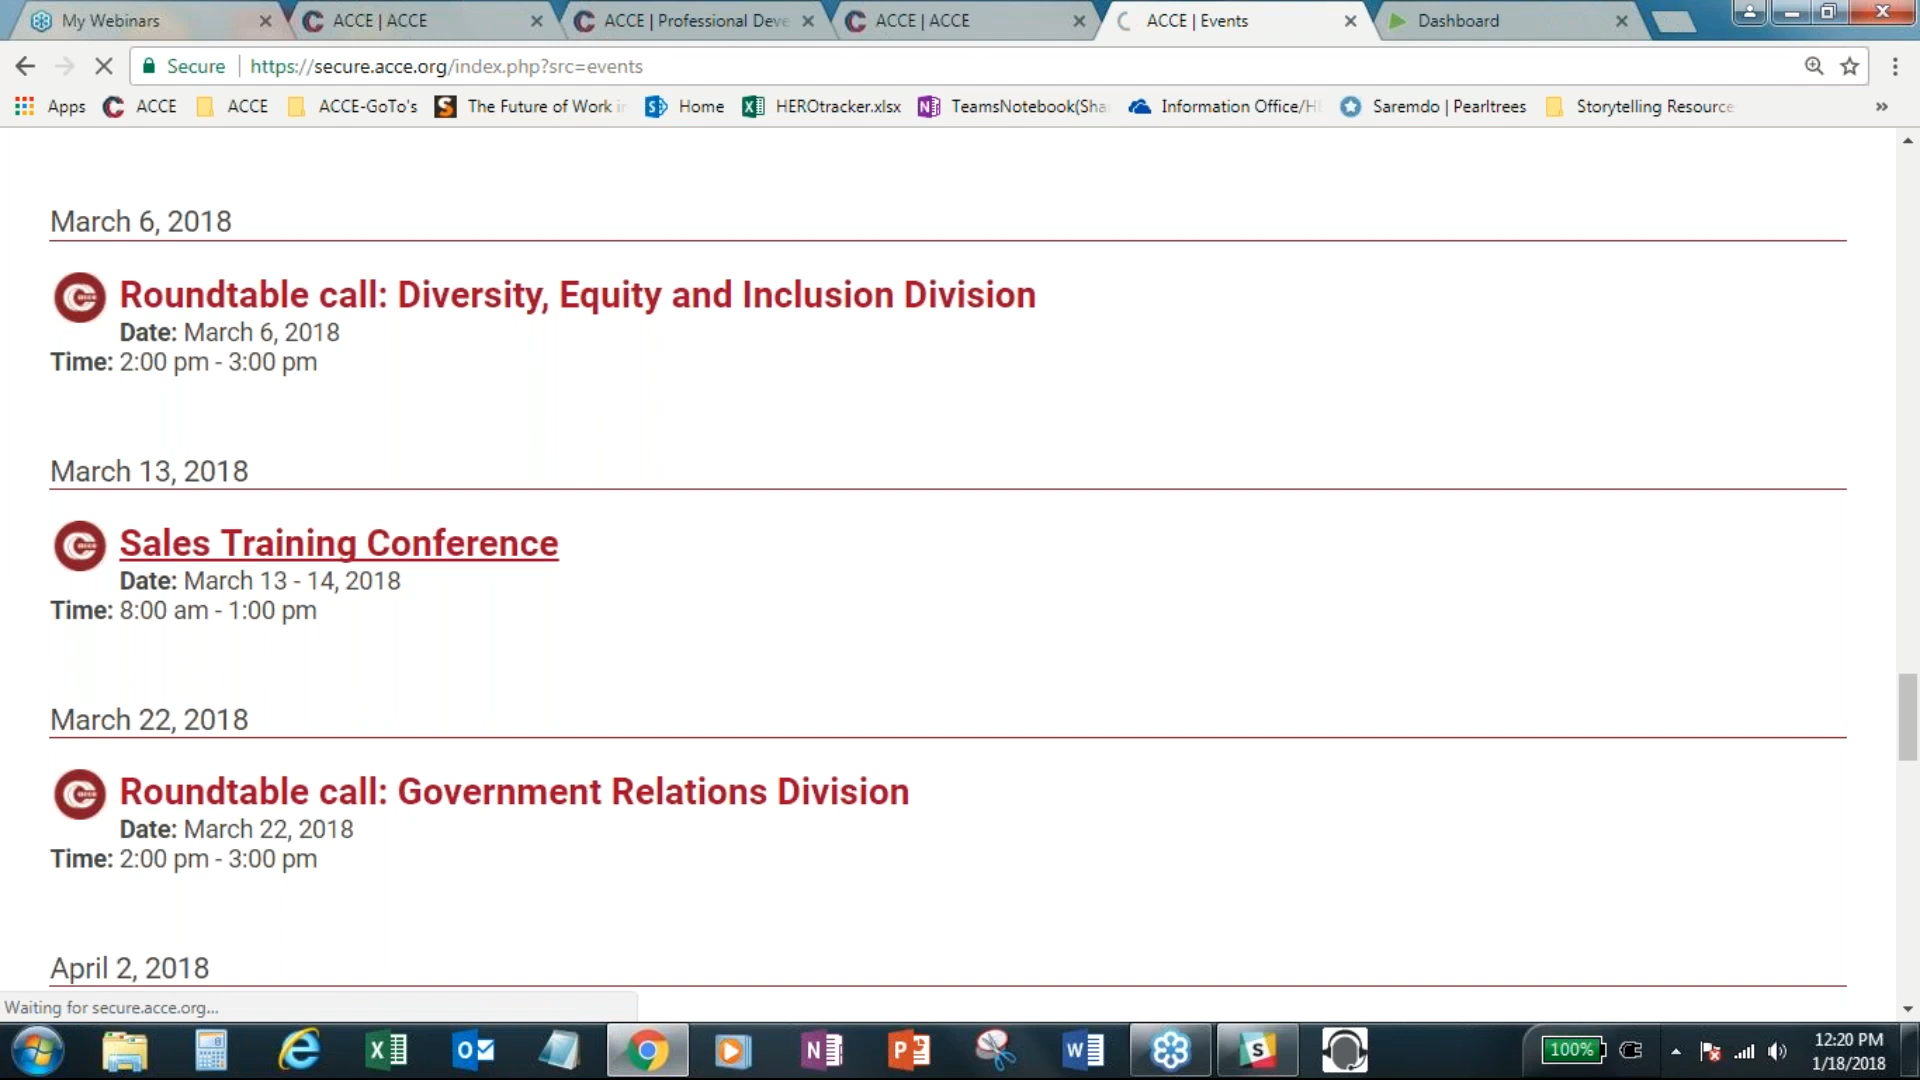 My Webinars
ACCE | ACCE
ACCE | Professional Deve
ACCE | ACCE
ACCE | Events
Dashboard
Secure | https://secure.acce.org/index.php?src=events
Apps ACCE ACCE ACCE-GoTo's The Future of Work i Home HEROtracker.xlsx TeamsNotebook(Sha Information Office/H Saremdo | Pearltrees Storytelling Resource »
March 6, 2018
Roundtable call: Diversity, Equity and Inclusion Division
Date: March 6, 2018
Time: 2:00 pm - 3:00 pm
March 13, 2018
Sales Training Conference
Date: March 13 - 14, 2018
Time: 8:00 am - 1:00 pm
March 22, 2018
Roundtable call: Government Relations Division
Date: March 22, 2018
Time: 2:00 pm - 3:00 pm
April 2, 2018
Waiting for secure.acce.org...
100%
12:20 PM
1/18/2018